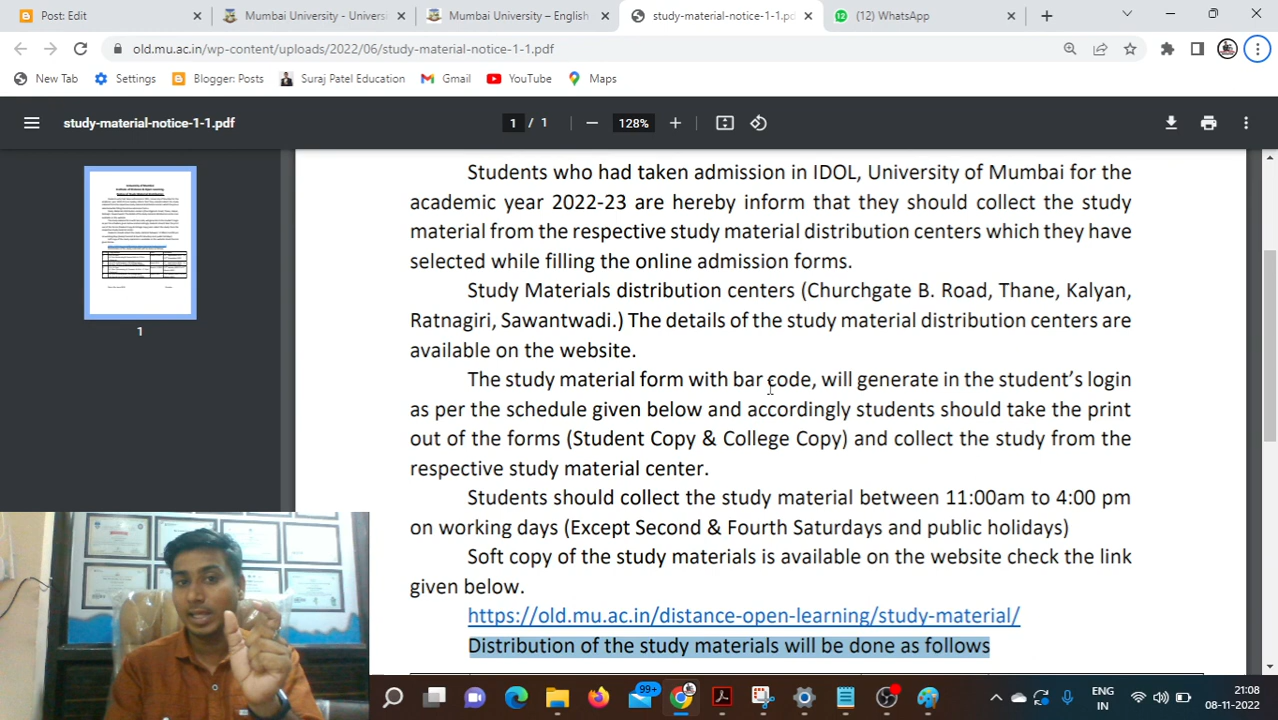 Post: Edit
Mumbai University - Universi
Mumbai University – English
study-material-notice-1-1.pd
(12) WhatsApp
old.mu.ac.in/wp-content/uploads/2022/06/study-material-notice-1-1.pdf
New Tab
Settings
Blogger: Posts
Suraj Patel Education
Gmail
YouTube
Maps
study-material-notice-1-1.pdf
1 / 1
128%
1
Students who had taken admission in IDOL, University of Mumbai for the
academic year 2022-23 are hereby inform that they should collect the study
material from the respective study material distribution centers which they have
selected while filling the online admission forms.
Study Materials distribution centers (Churchgate B. Road, Thane, Kalyan,
Ratnagiri, Sawantwadi.) The details of the study material distribution centers are
available on the website.
The study material form with bar code, will generate in the student’s login
as per the schedule given below and accordingly students should take the print
out of the forms (Student Copy & College Copy) and collect the study from the
respective study material center.
Students should collect the study material between 11:00am to 4:00 pm
on working days (Except Second & Fourth Saturdays and public holidays)
Soft copy of the study materials is available on the website check the link
given below.
https://old.mu.ac.in/distance-open-learning/study-material/
Distribution of the study materials will be done as follows
99+
ENG
IN
21:08
08-11-2022